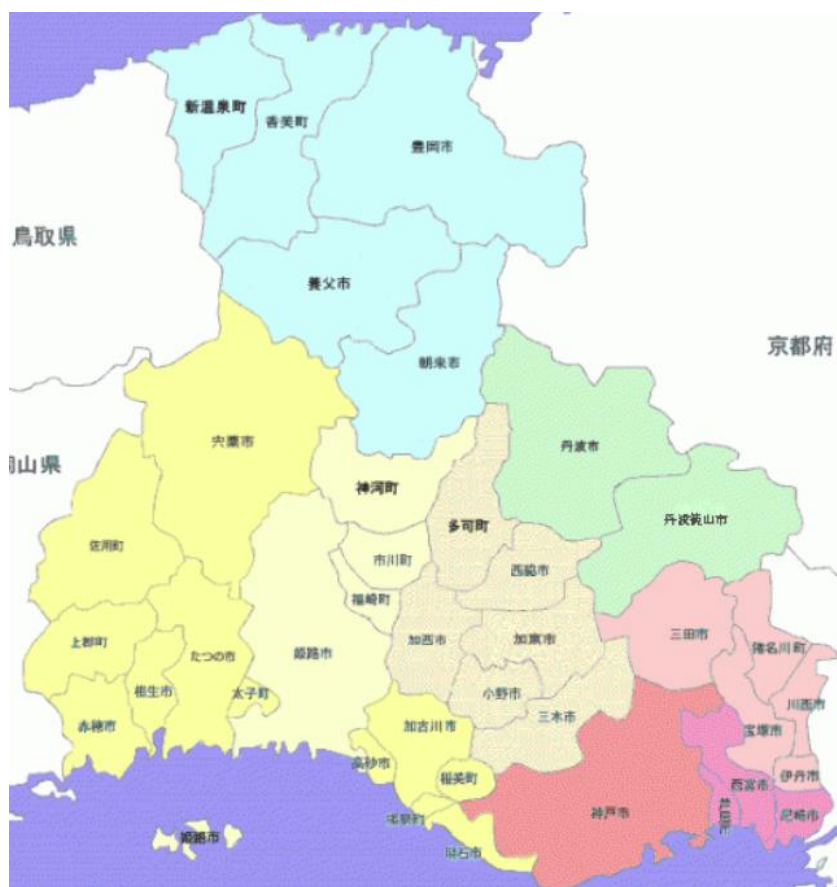 新温泉町
香美町
豊岡市
鳥取県
養父市
京都府
朝来市
宍粟市
丹波市
岡山県
神河町
丹波篠山市
多可町
佐用町
市川町
西脇市
福崎町
三田市
上郡町
加西市
加東市
猪名川町
たつの市
姫路市
相生市
太子町
小野市
川西市
赤穂市
加古川市
三木市
宝塚市
高砂市
稲美町
伊丹市
西宮市
神戸市
尼崎市
芦屋市
播磨町
姫路市
明石市